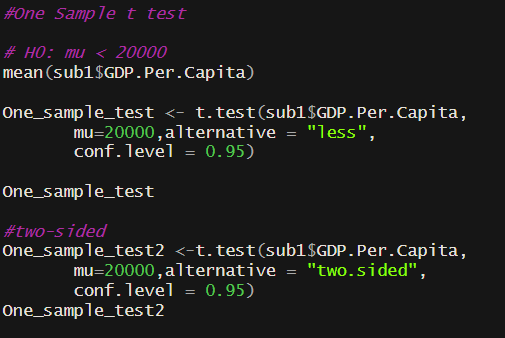 #One Sample t test
# H0: mu < 20000
mean(sub1$GDP.Per.Capita)
One_sample_test <- t.test(sub1$GDP.Per.Capita,
mu=20000,alternative = "less",
conf.level = 0.95)
One_sample_test
#two-sided
One_sample_test2 <-t.test(sub1$GDP.Per.Capita,
mu=20000,alternative = "two.sided",
conf.level = 0.95)
One_sample_test2